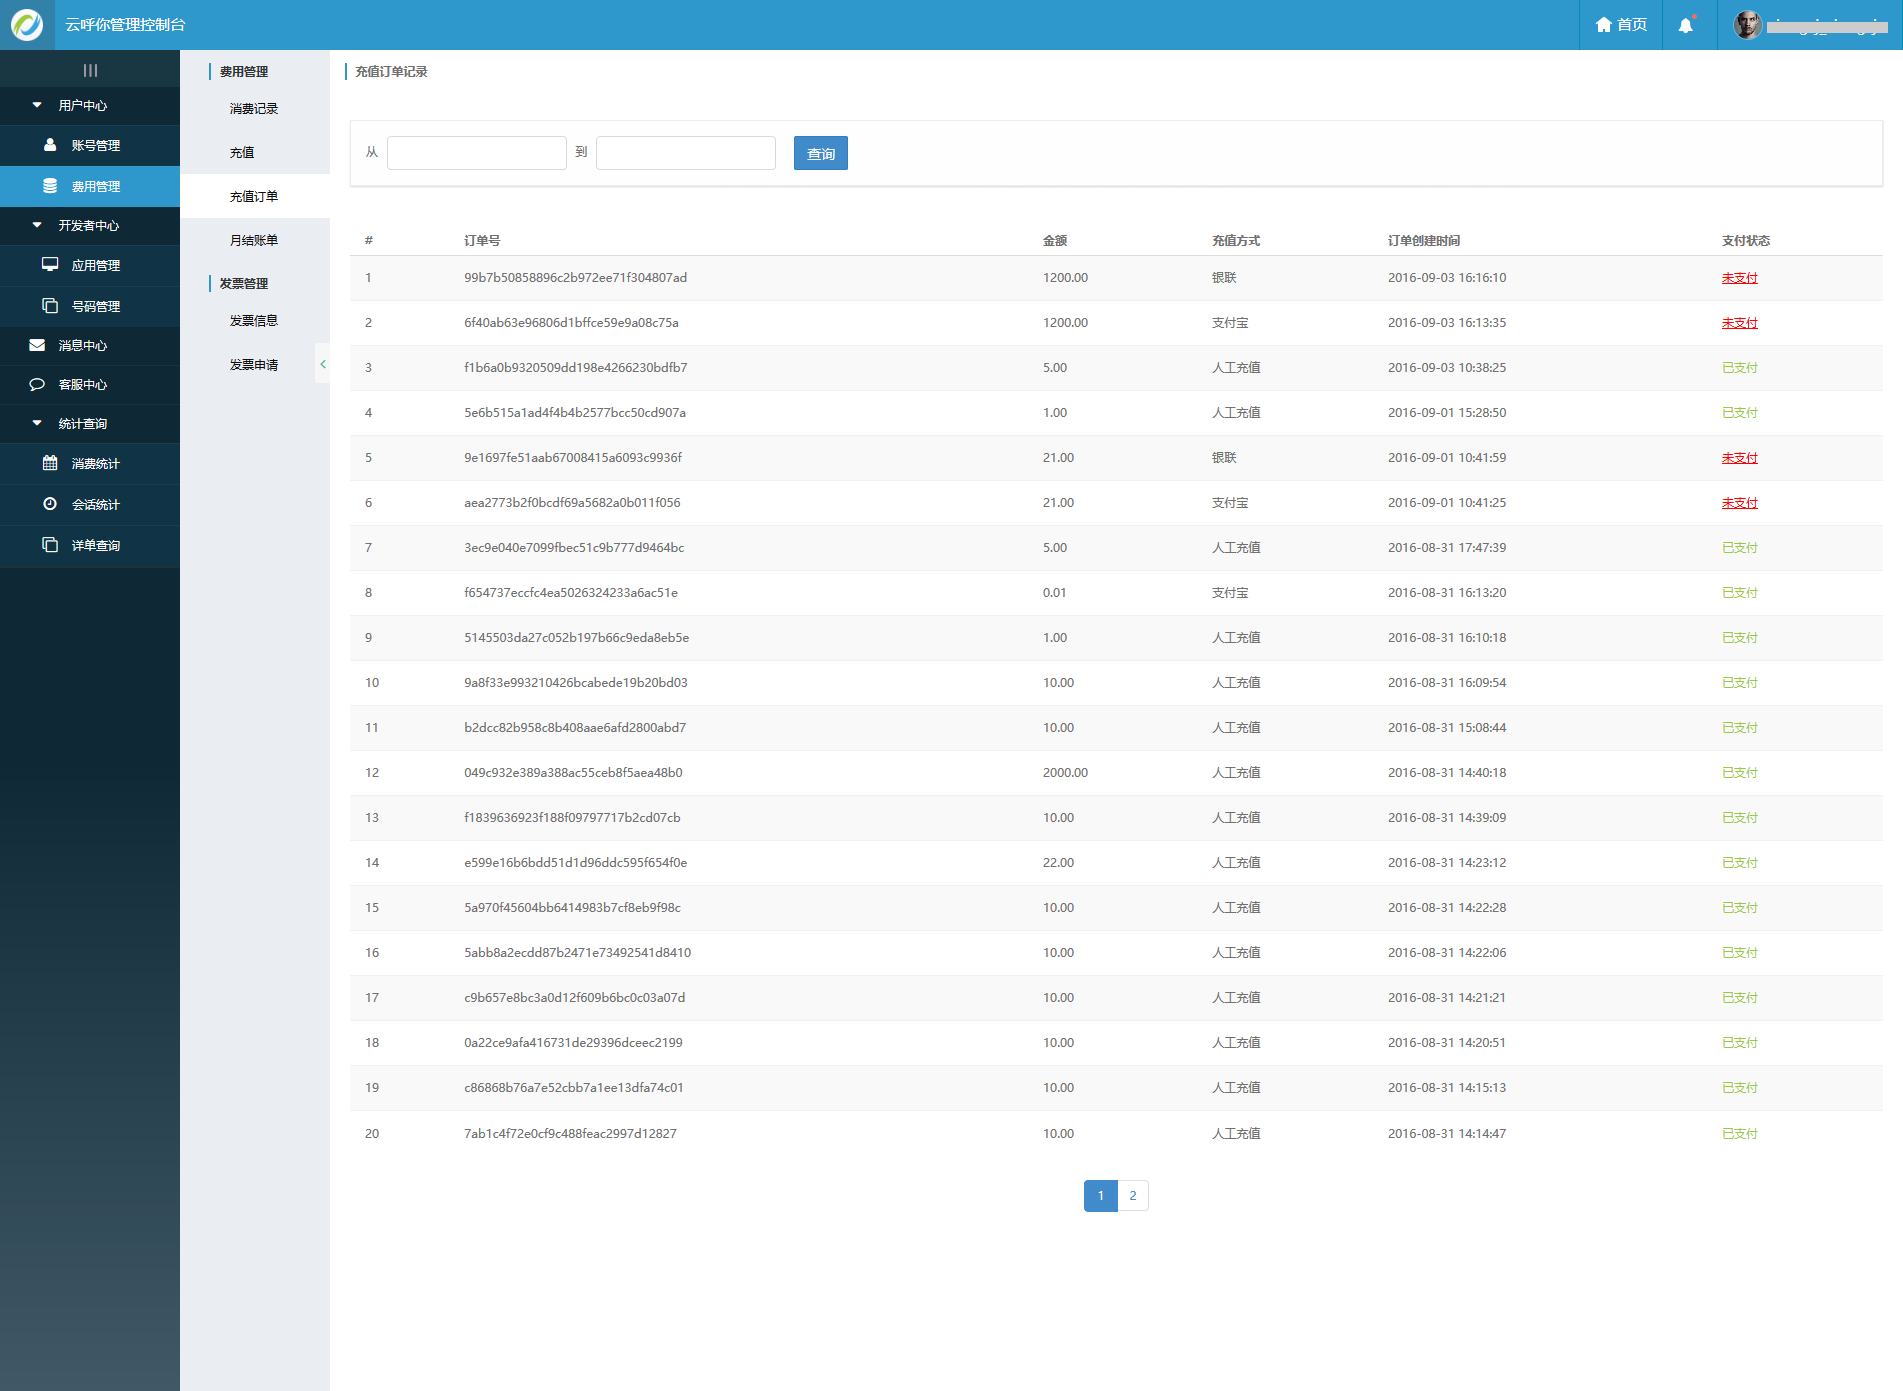 云呼你管理控制台
首页
用户中心
账号管理
费用管理
开发者中心
应用管理
号码管理
消息中心
客服中心
统计查询
消费统计
会话统计
详单查询
费用管理
消费记录
充值
充值订单
月结账单
发票管理
发票信息
发票申请
充值订单记录
从 到 查询
# 订单号 金额 充值方式 订单创建时间 支付状态
1 99b7b50858896c2b972ee71f304807ad 1200.00 银联 2016-09-03 16:16:10 未支付
2 6f40ab63e96806d1bffce59e9a08c75a 1200.00 支付宝 2016-09-03 16:13:35 未支付
3 f1b6a0b9320509dd198e4266230bdfb7 5.00 人工充值 2016-09-03 10:38:25 已支付
4 5e6b515a1ad4f4b4b2577bcc50cd907a 1.00 人工充值 2016-09-01 15:28:50 已支付
5 9e1697fe51aab67008415a6093c9936f 21.00 银联 2016-09-01 10:41:59 未支付
6 aea2773b2f0bcdf69a5682a0b011f056 21.00 支付宝 2016-09-01 10:41:25 未支付
7 3ec9e040e7099fbec51c9b777d9464bc 5.00 人工充值 2016-08-31 17:47:39 已支付
8 f654737eccfc4ea5026324233a6ac51e 0.01 支付宝 2016-08-31 16:13:20 已支付
9 5145503da27c052b197b66c9eda8eb5e 1.00 人工充值 2016-08-31 16:10:18 已支付
10 9a8f33e993210426bcabede19b20bd03 10.00 人工充值 2016-08-31 16:09:54 已支付
11 b2dcc82b958c8b408aae6afd2800abd7 10.00 人工充值 2016-08-31 15:08:44 已支付
12 049c932e389a388ac55ceb8f5aea48b0 2000.00 人工充值 2016-08-31 14:40:18 已支付
13 f1839636923f188f09797717b2cd07cb 10.00 人工充值 2016-08-31 14:39:09 已支付
14 e599e16b6bdd51d1d96ddc595f654f0e 22.00 人工充值 2016-08-31 14:23:12 已支付
15 5a970f45604bb6414983b7cf8eb9f98c 10.00 人工充值 2016-08-31 14:22:28 已支付
16 5abb8a2ecdd87b2471e73492541d8410 10.00 人工充值 2016-08-31 14:22:06 已支付
17 c9b657e8bc3a0d12f609b6bc0c03a07d 10.00 人工充值 2016-08-31 14:21:21 已支付
18 0a22ce9afa416731de29396dceec2199 10.00 人工充值 2016-08-31 14:20:51 已支付
19 c86868b76a7e52cbb7a1ee13dfa74c01 10.00 人工充值 2016-08-31 14:15:13 已支付
20 7ab1c4f72e0cf9c488feac2997d12827 10.00 人工充值 2016-08-31 14:14:47 已支付
1 2